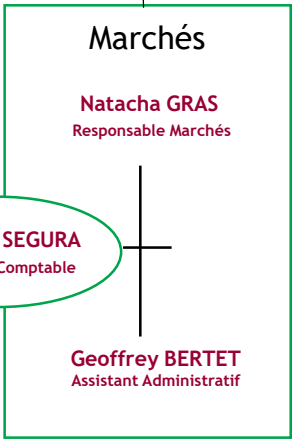 Marchés
Natacha GRAS
Responsable Marchés
SEGURA
Comptable
Geoffrey BERTET
Assistant Administratif